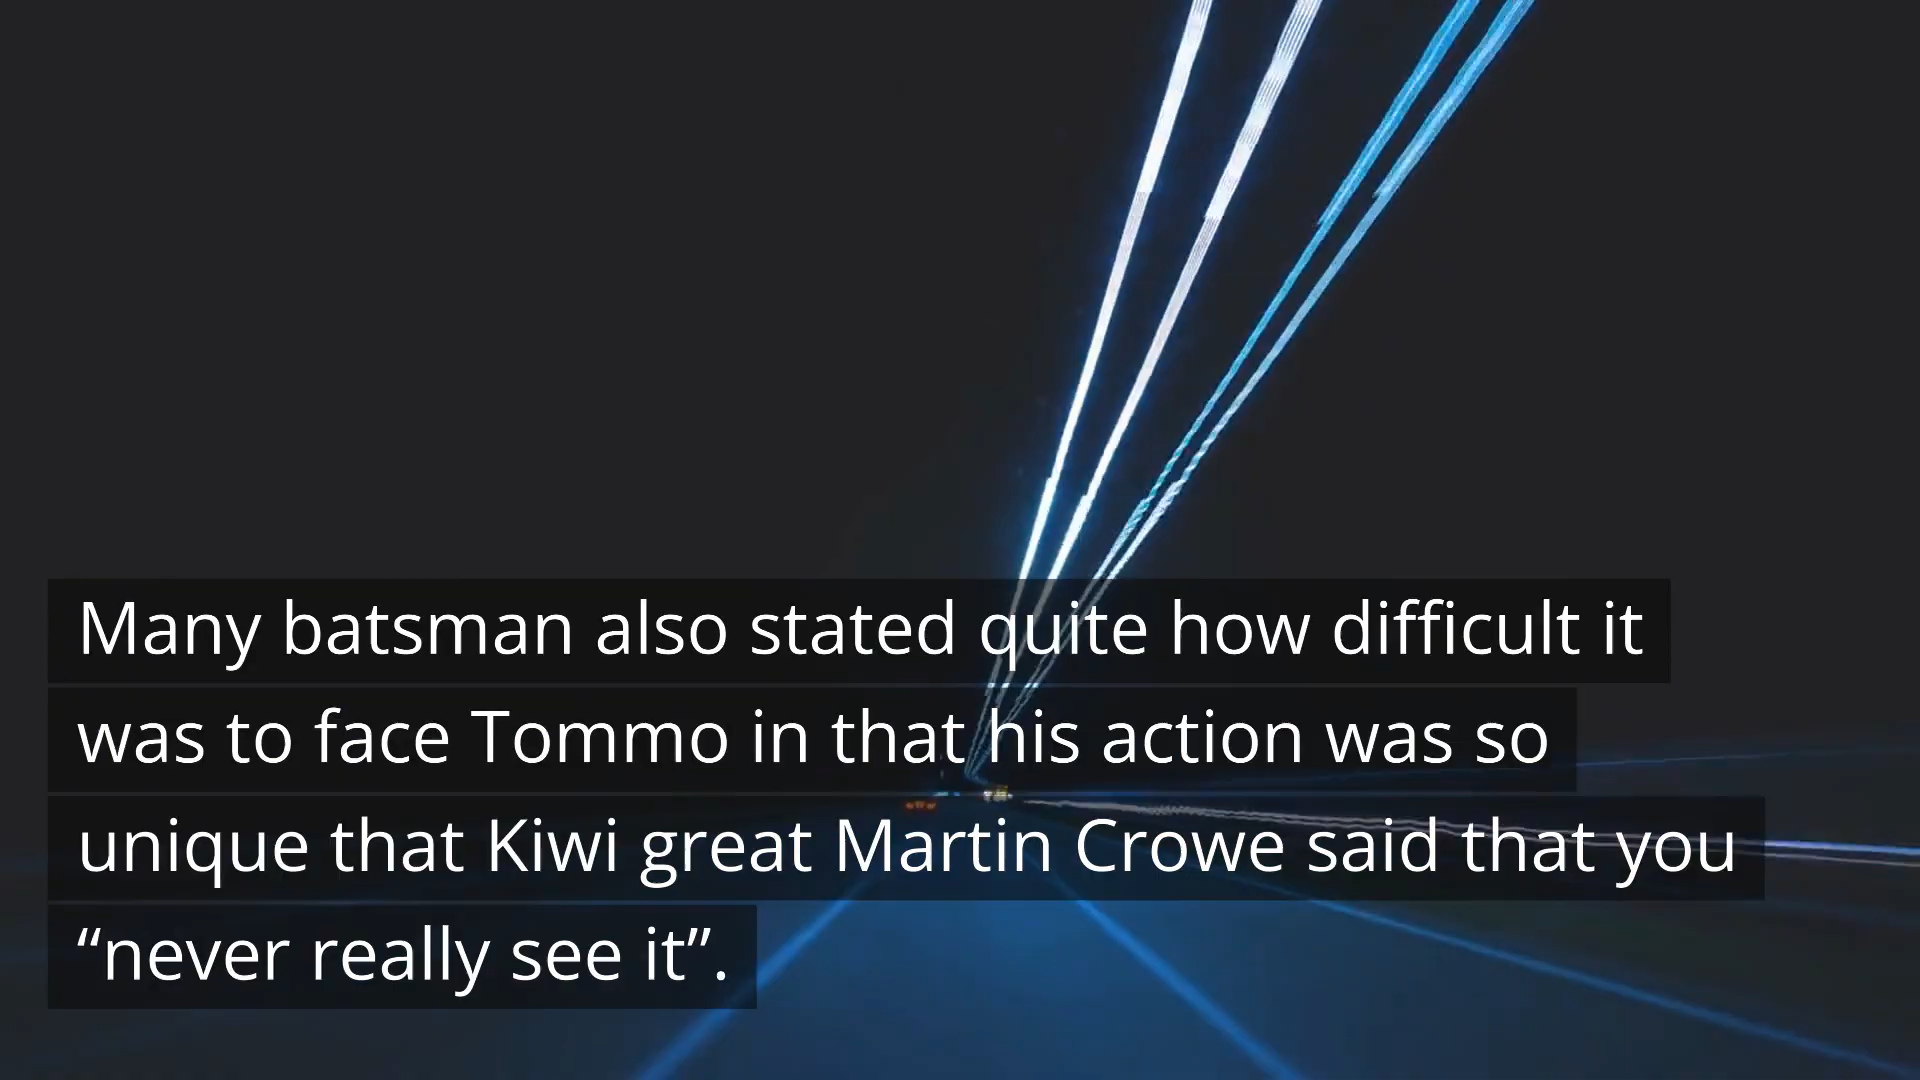 Many batsman also stated quite how difficult it
was to face Tommo in that his action was so
unique that Kiwi great Martin Crowe said that you
“never really see it”.